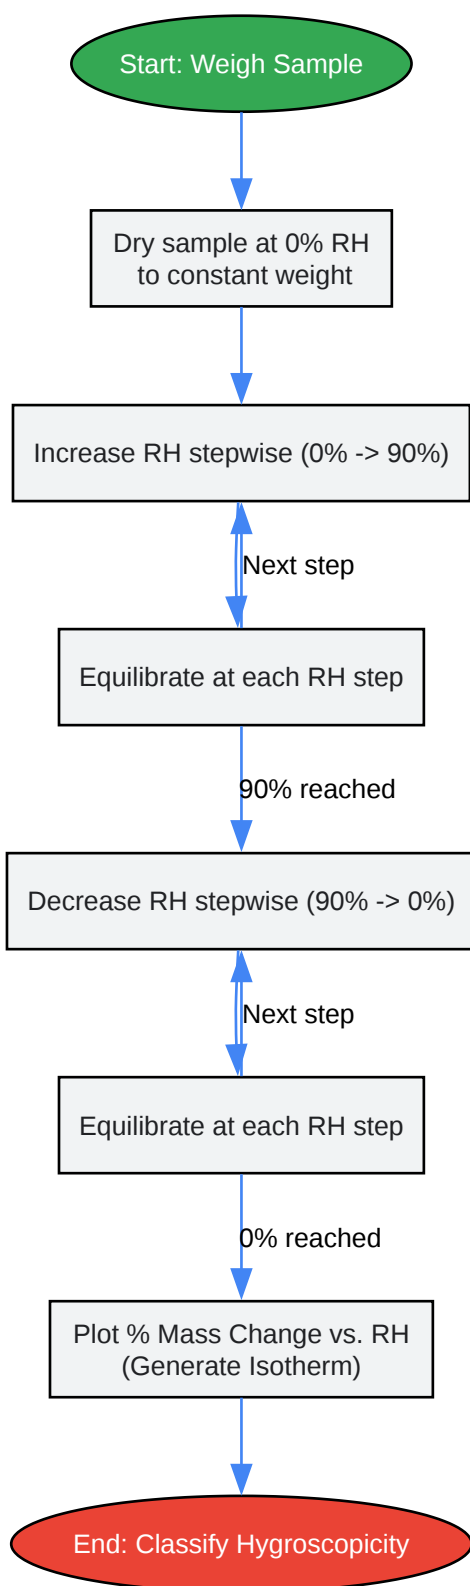 Start: Weigh Sample
Dry sample at 0% RH
to constant weight
Increase RH stepwise (0% -> 90%)
Next step
Equilibrate at each RH step
90% reached
Decrease RH stepwise (90% -> 0%)
Next step
Equilibrate at each RH step
0% reached
Plot % Mass Change vs. RH
(Generate Isotherm)
End: Classify Hygroscopicity